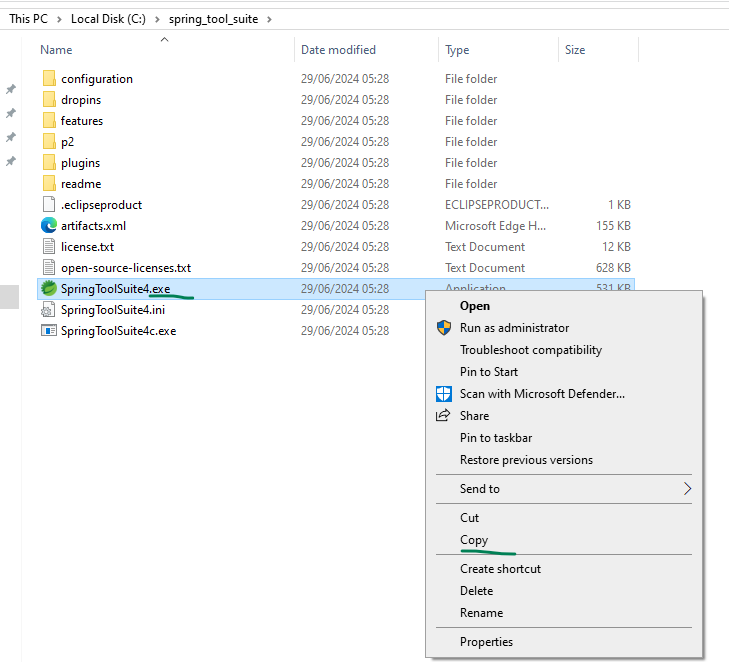 This PC > Local Disk (C:) > spring_tool_suite >
Name Date modified Type Size
configuration 29/06/2024 05:28 File folder
dropins 29/06/2024 05:28 File folder
features 29/06/2024 05:28 File folder
p2 29/06/2024 05:28 File folder
plugins 29/06/2024 05:28 File folder
readme 29/06/2024 05:28 File folder
.eclipseproduct 29/06/2024 05:28 ECLIPSEPRODUCT... 1 KB
artifacts.xml 29/06/2024 05:28 Microsoft Edge H... 155 KB
license.txt 29/06/2024 05:28 Text Document 12 KB
open-source-licenses.txt 29/06/2024 05:28 Text Document 628 KB
SpringToolSuite4.exe 29/06/2024 05:28 Application 531 KB
SpringToolSuite4.ini 29/06/2024 05:28
SpringToolSuite4c.exe 29/06/2024 05:28
Open
Run as administrator
Troubleshoot compatibility
Pin to Start
Scan with Microsoft Defender...
Share
Pin to taskbar
Restore previous versions
Send to
Cut
Copy
Create shortcut
Delete
Rename
Properties